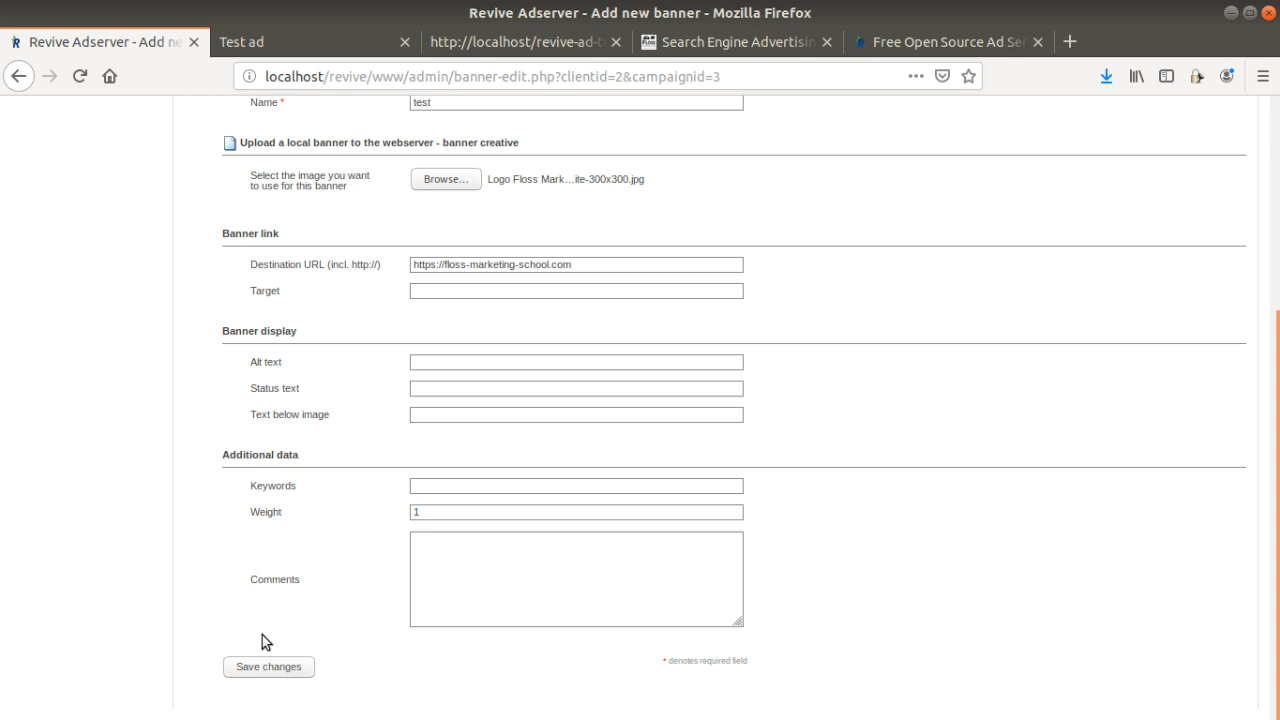 Revive Adserver - Add new banner - Mozilla Firefox
Revive Adserver - Add ne
Test ad
http://localhost/revive-ad-t
FLOSS
Search Engine Advertisin
Free Open Source Ad Ser
localhost/revive/www/admin/banner-edit.php?clientid=2&campaignid=3
Name *
test
Upload a local banner to the webserver - banner creative
Select the image you want
to use for this banner
Browse...
Logo Floss Mark...ite-300x300.jpg
Banner link
Destination URL (incl. http://)
https://floss-marketing-school.com
Target
Banner display
Alt text
Status text
Text below image
Additional data
Keywords
Weight
1
Comments
Save changes
* denotes required field